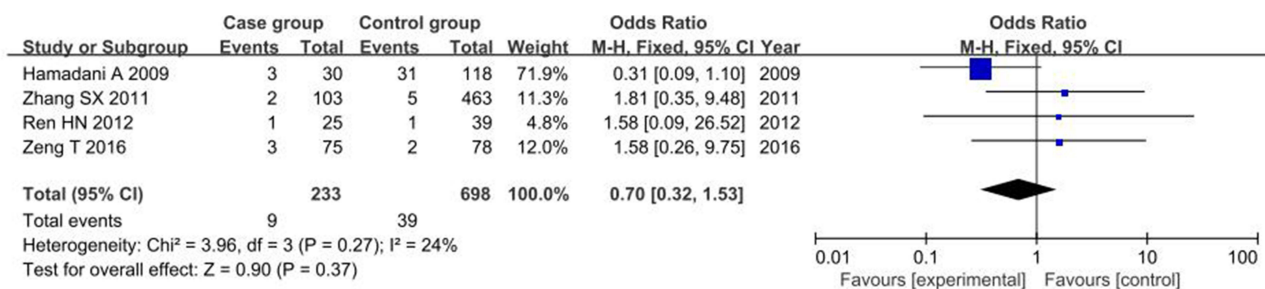 Case group Control group Odds Ratio Odds Ratio
Study or Subgroup Events Total Events Total Weight M-H, Fixed, 95% CI Year M-H, Fixed, 95% CI
Hamadani A 2009 3 30 31 118 71.9% 0.31 [0.09, 1.10] 2009
Zhang SX 2011 2 103 5 463 11.3% 1.81 [0.35, 9.48] 2011
Ren HN 2012 1 25 1 39 4.8% 1.58 [0.09, 26.52] 2012
Zeng T 2016 3 75 2 78 12.0% 1.58 [0.26, 9.75] 2016
Total (95% CI) 233 698 100.0% 0.70 [0.32, 1.53]
Total events 9 39
Heterogeneity: Chi² = 3.96, df = 3 (P = 0.27); I² = 24%
Test for overall effect: Z = 0.90 (P = 0.37)
0.01 0.1 1 10 100
Favours [experimental] Favours [control]